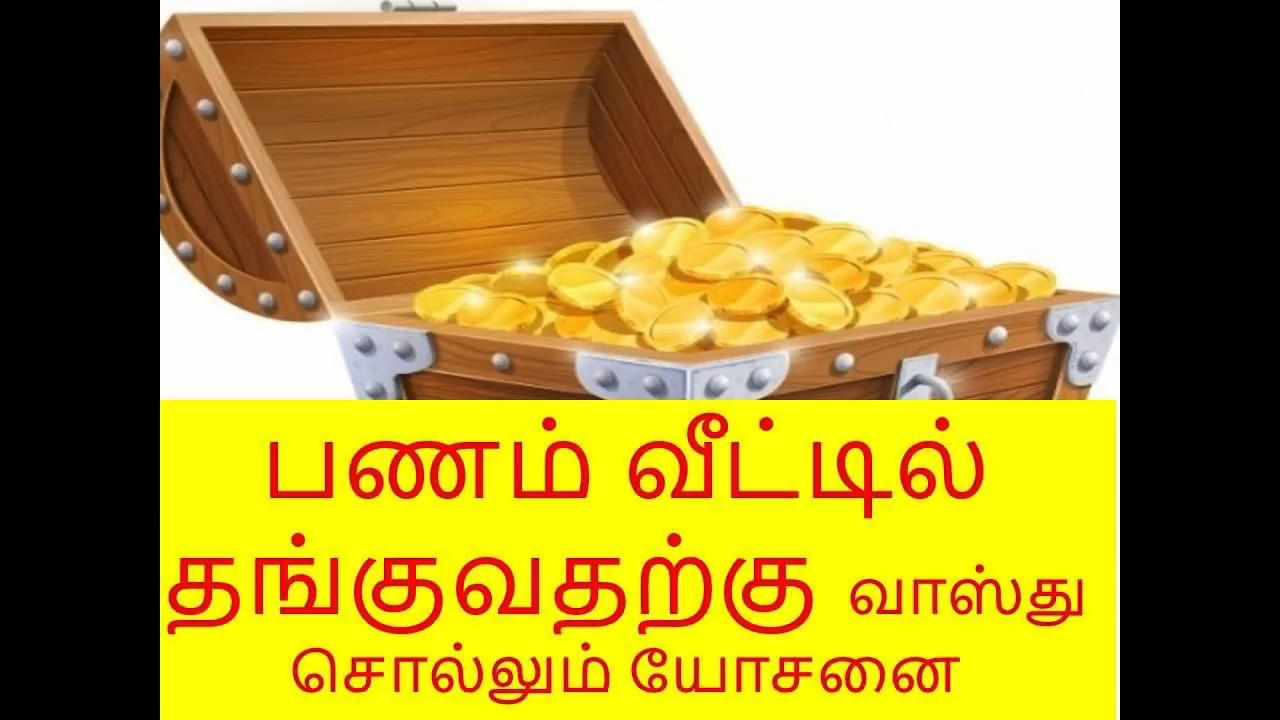 பணம் வீட்டில்
தங்குவதற்கு வாஸ்து
சொல்லும் யோசனை